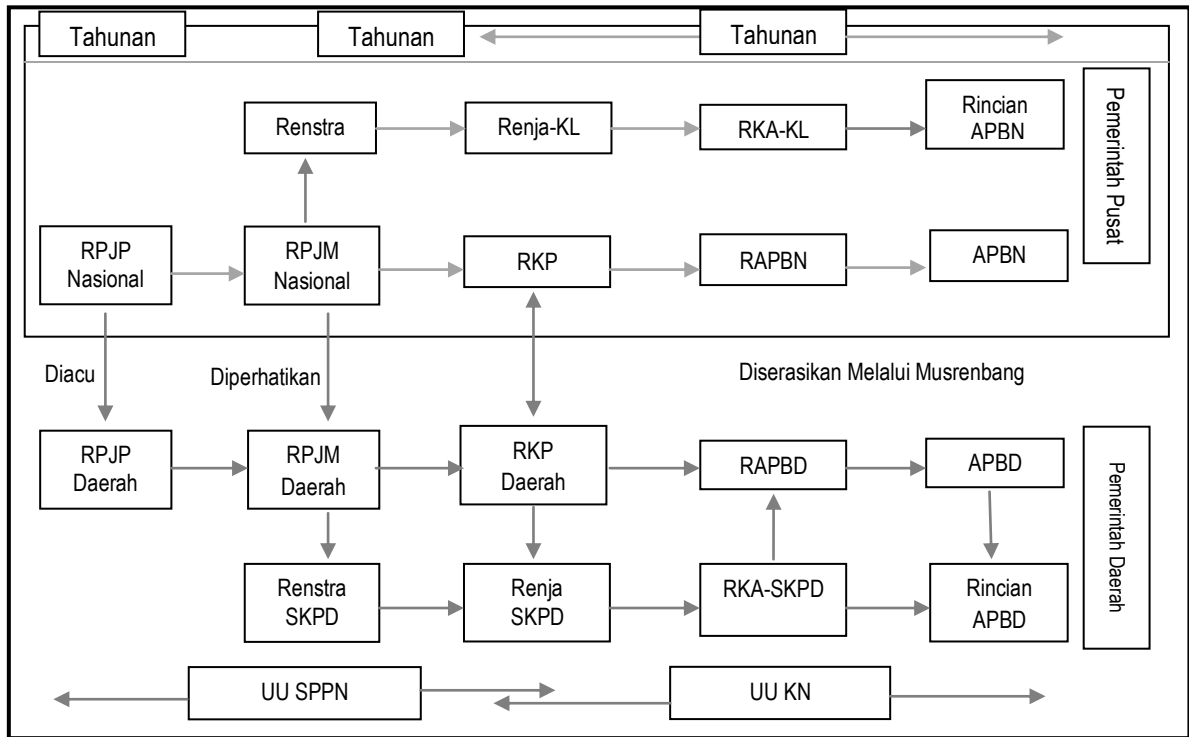 Tahunan
Tahunan
Tahunan
Renstra
Renja-KL
RKA-KL
Rincian
APBN
Pemerintah Pusat
RPJP
Nasional
RPJM
Nasional
RKP
RAPBN
APBN
Diacu
Diperhatikan
Diserasikan Melalui Musrenbang
RPJP
Daerah
RPJM
Daerah
RKP
Daerah
RAPBD
APBD
Pemerintah Daerah
Renstra
SKPD
Renja
SKPD
RKA-SKPD
Rincian
APBD
UU SPPN
UU KN